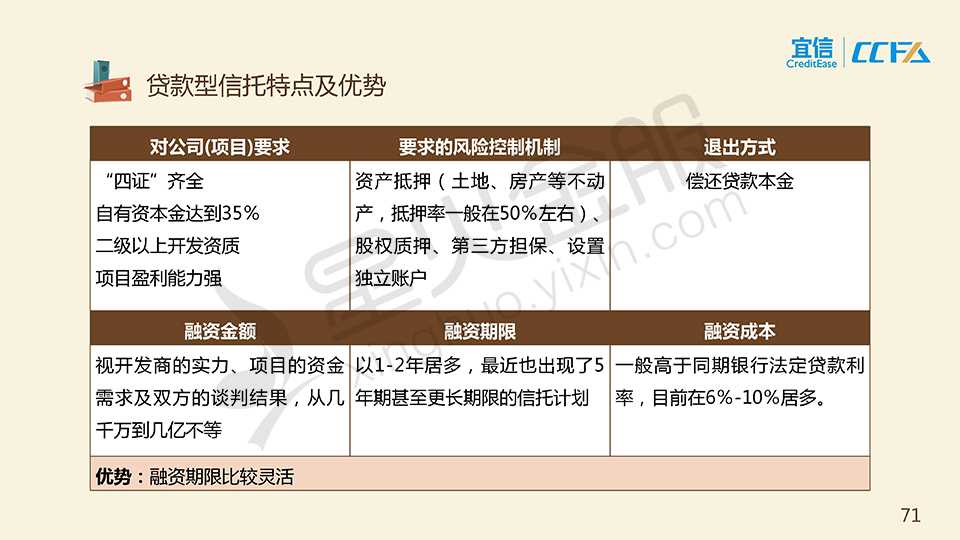 宜信
CreditEase
CCFA
贷款型信托特点及优势
对公司(项目)要求
要求的风险控制机制
退出方式
“四证”齐全
自有资本金达到35%
二级以上开发资质
项目盈利能力强
资产抵押（土地、房产等不动
产，抵押率一般在50%左右）、
股权质押、第三方担保、设置
独立账户
偿还贷款本金
融资金额
融资期限
融资成本
视开发商的实力、项目的资金
需求及双方的谈判结果，从几
千万到几亿不等
以1-2年居多，最近也出现了5
年期甚至更长期限的信托计划
一般高于同期银行法定贷款利
率，目前在6%-10%居多。
优势：融资期限比较灵活
星火金服
xinghuo.yixin.com
71